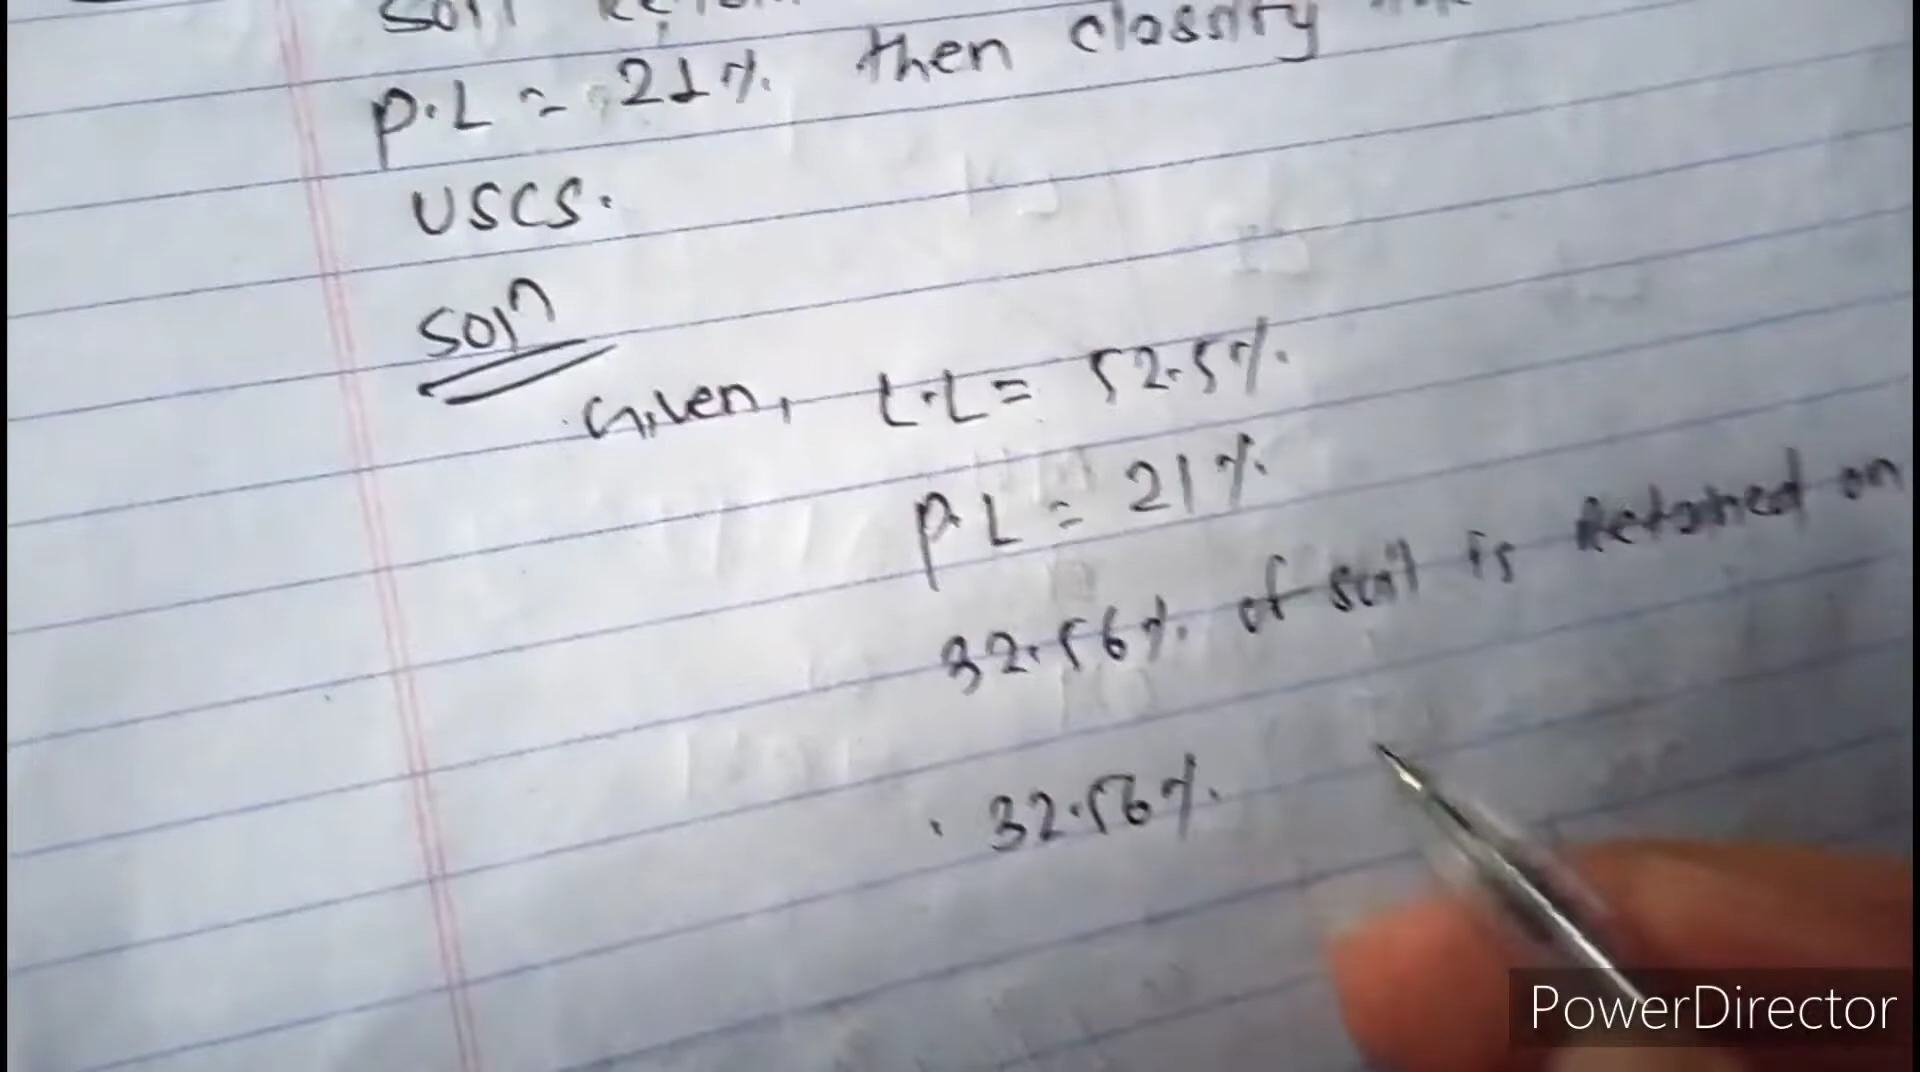 soil
P.L = 21%. then classify
USCS.
Soln
Given, L.L = 52.5%.
P.L = 21%.
32.56%. of soil is Retained on
32.56%.
PowerDirector